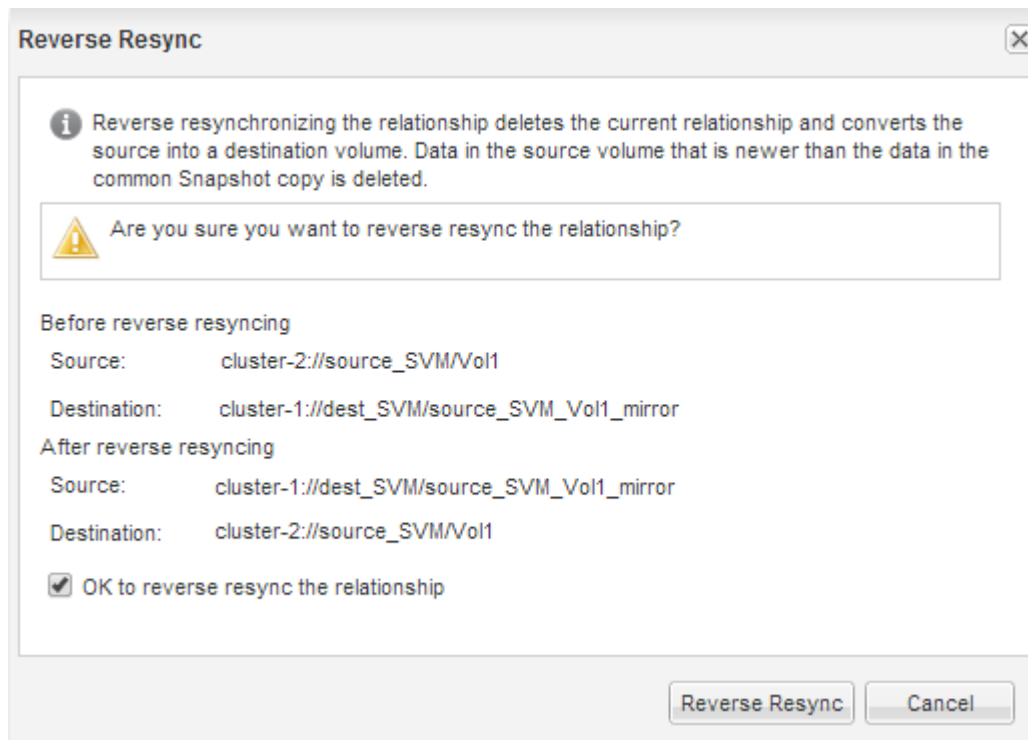 Reverse Resync
Reverse resynchronizing the relationship deletes the current relationship and converts the
source into a destination volume. Data in the source volume that is newer than the data in the
common Snapshot copy is deleted.
Are you sure you want to reverse resync the relationship?
Before reverse resyncing
Source: cluster-2://source_SVM/Vol1
Destination: cluster-1://dest_SVM/source_SVM_Vol1_mirror
After reverse resyncing
Source: cluster-1://dest_SVM/source_SVM_Vol1_mirror
Destination: cluster-2://source_SVM/Vol1
OK to reverse resync the relationship
Reverse Resync Cancel